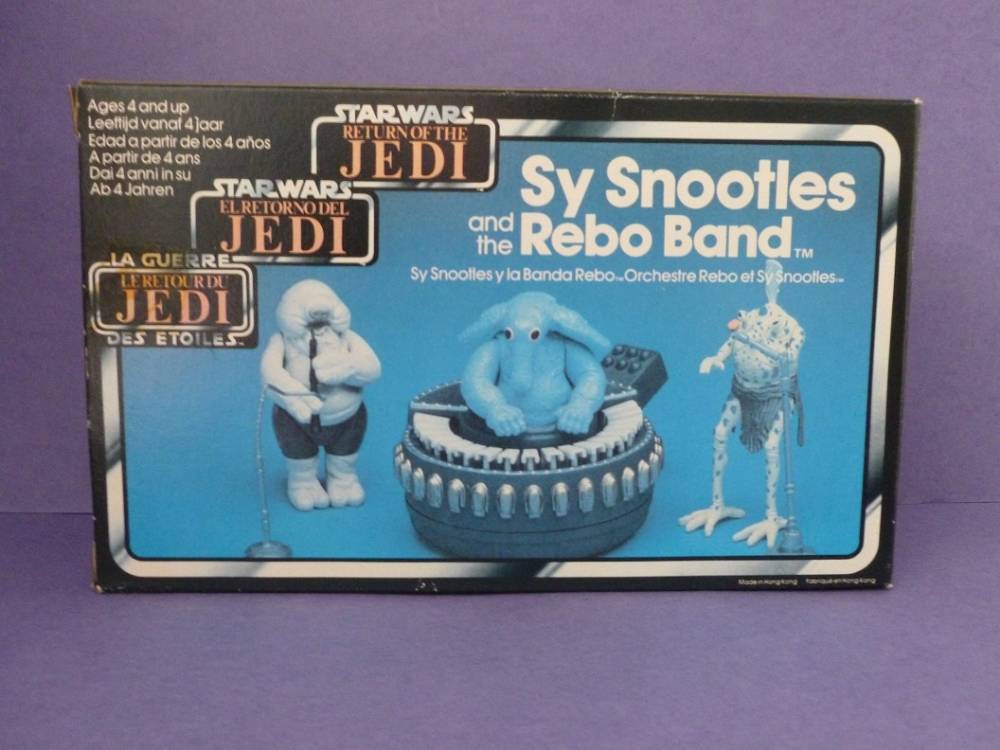 Ages 4 and up
Leeftijd vanaf 4 jaar
Edad a partir de los 4 años
A partir de 4 ans
Dai 4 anni in su
Ab 4 Jahren
STAR WARS
RETURN OF THE
JEDI
STAR WARS
EL RETORNO DEL
JEDI
LA GUERRE
LE RETOUR DU
JEDI
DES ETOILES™
Sy Snootles
and the Rebo Band™
Sy Snootles y la Banda Rebo™ Orchestre Rebo et Sy Snootles™
Made in Hong Kong Fabriqué en Hong Kong